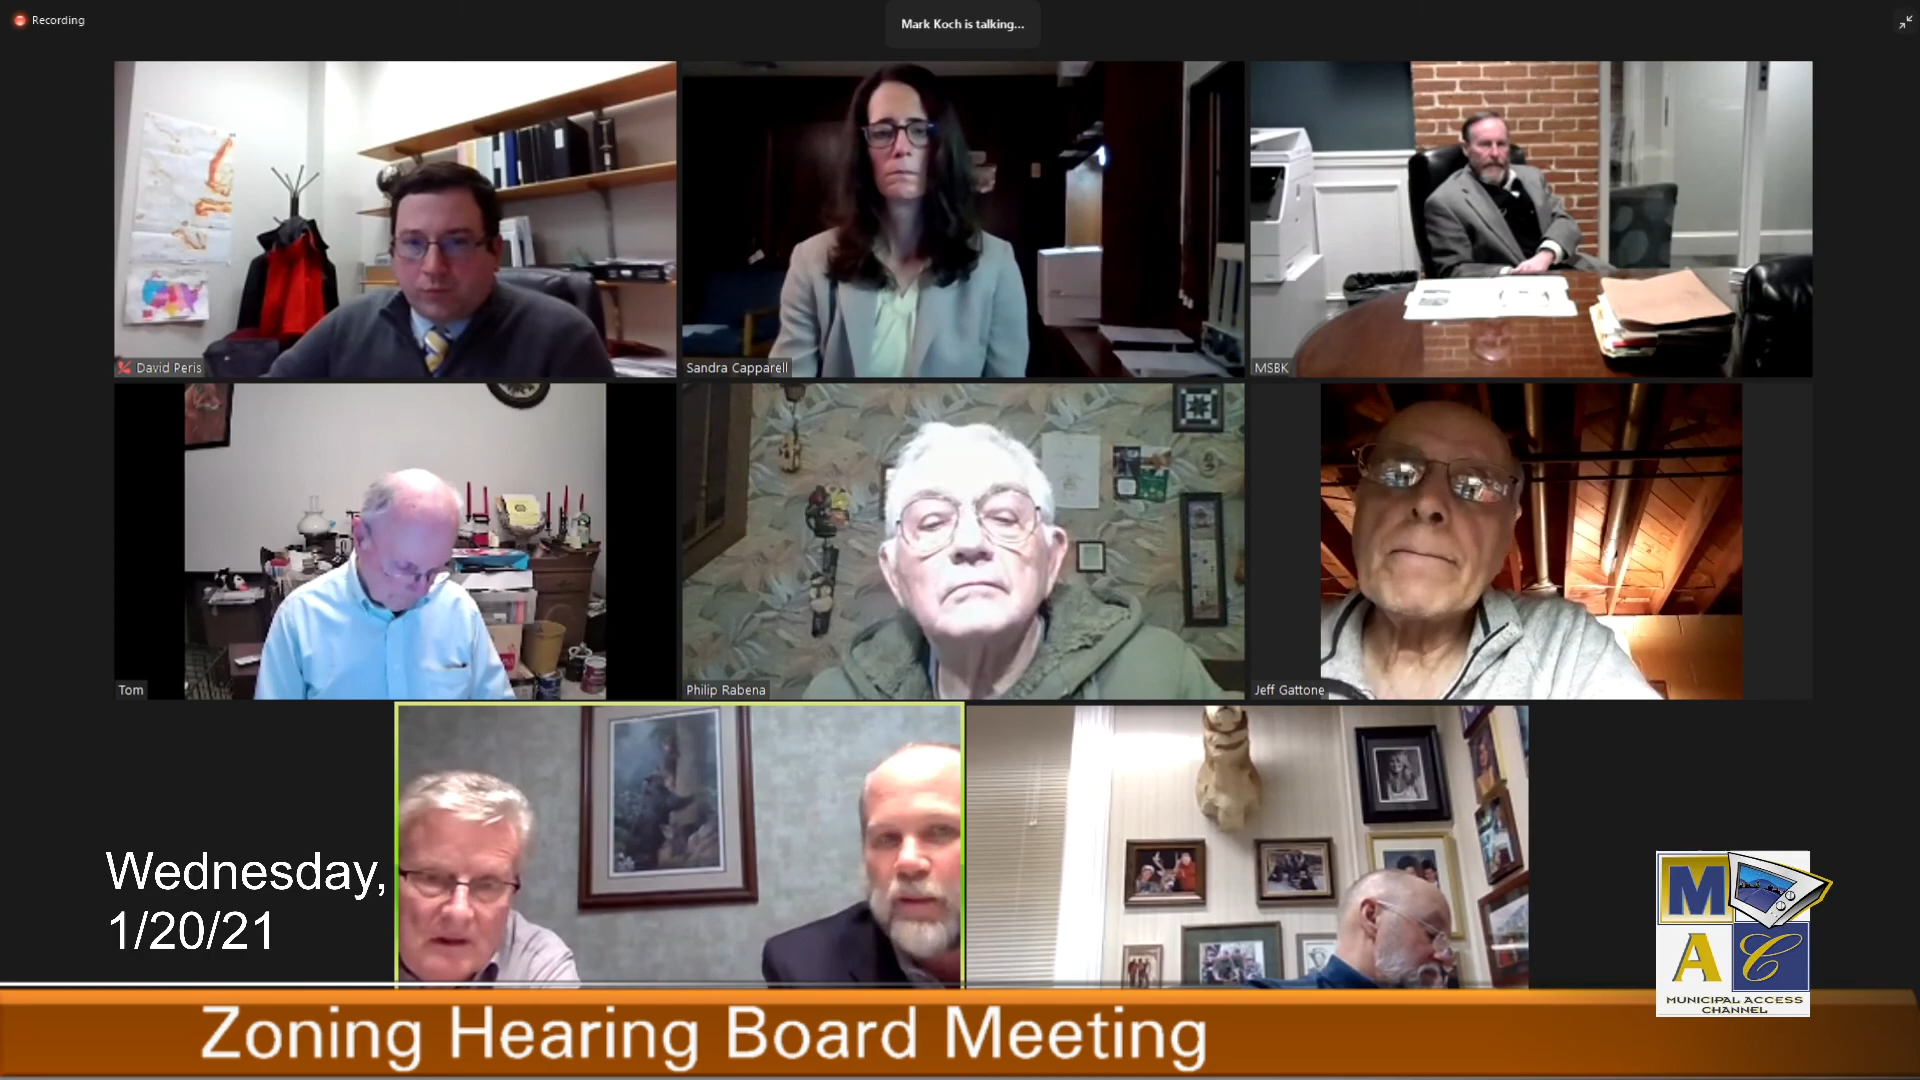 Recording
Mark Koch is talking...
David Peris
Sandra Capparell
MSBK
Tom
Philip Rabena
Jeff Gattone
Wednesday,
1/20/21
M
A C
MUNICIPAL ACCESS
CHANNEL
Zoning Hearing Board Meeting